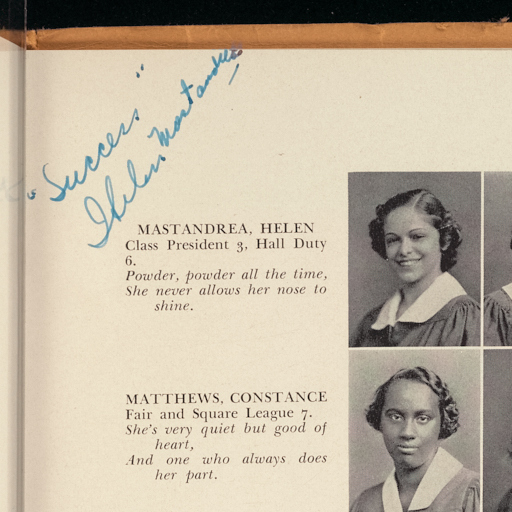 "Success"
Helen Mastandrea
MASTANDREA, HELEN
Class President 3, Hall Duty
6.
Powder, powder all the time,
She never allows her nose to
shine.
MATTHEWS, CONSTANCE
Fair and Square League 7.
She's very quiet but good of
heart,
And one who always does
her part.